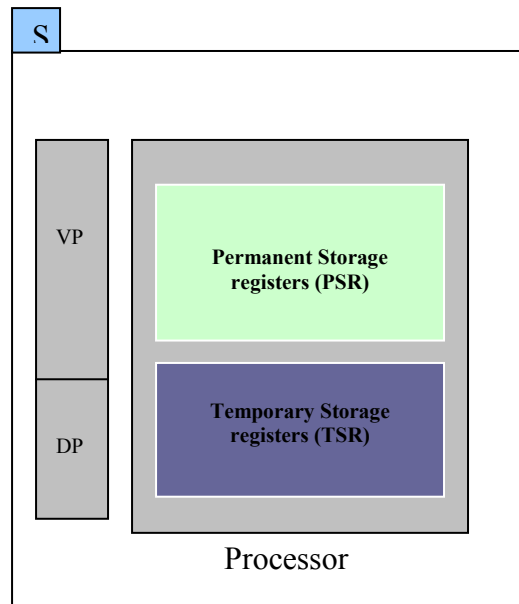 S
VP
Permanent Storage
registers (PSR)
Temporary Storage
registers (TSR)
DP
Processor